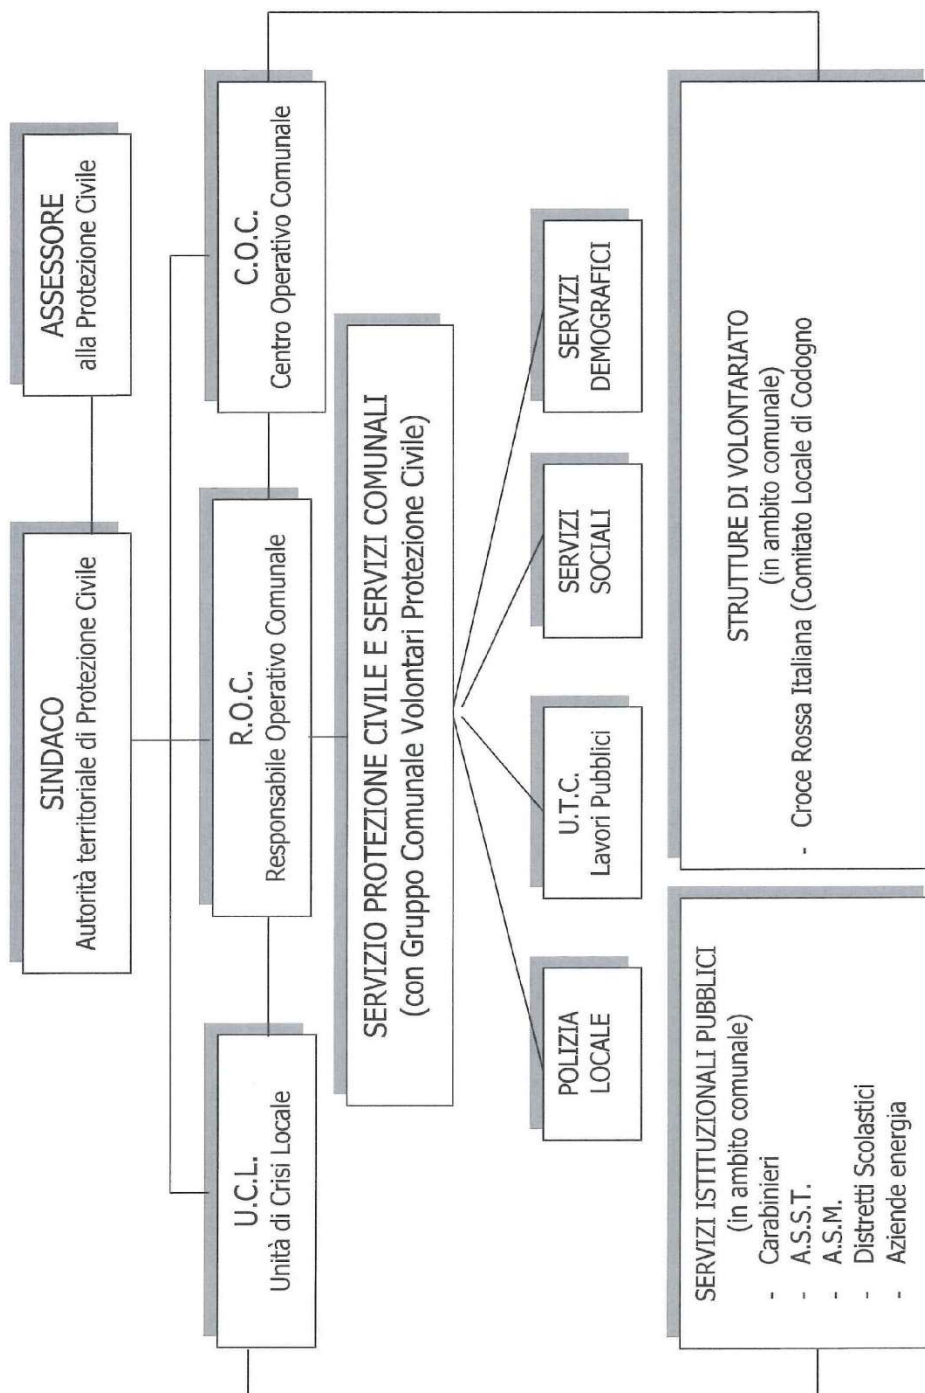 SINDACO
Autorità territoriale di Protezione Civile
ASSESSORE
alla Protezione Civile
U.C.L.
Unità di Crisi Locale
R.O.C.
Responsabile Operativo Comunale
C.O.C.
Centro Operativo Comunale
SERVIZIO PROTEZIONE CIVILE E SERVIZI COMUNALI
(con Gruppo Comunale Volontari Protezione Civile)
POLIZIA
LOCALE
U.T.C.
Lavori Pubblici
SERVIZI
SOCIALI
SERVIZI
DEMOGRAFICI
SERVIZI ISTITUZIONALI PUBBLICI
(in ambito comunale)
- Carabinieri
- A.S.S.T.
- A.S.M.
- Distretti Scolastici
- Aziende energia
STRUTTURE DI VOLONTARIATO
(in ambito comunale)
- Croce Rossa Italiana (Comitato Locale di Codogno